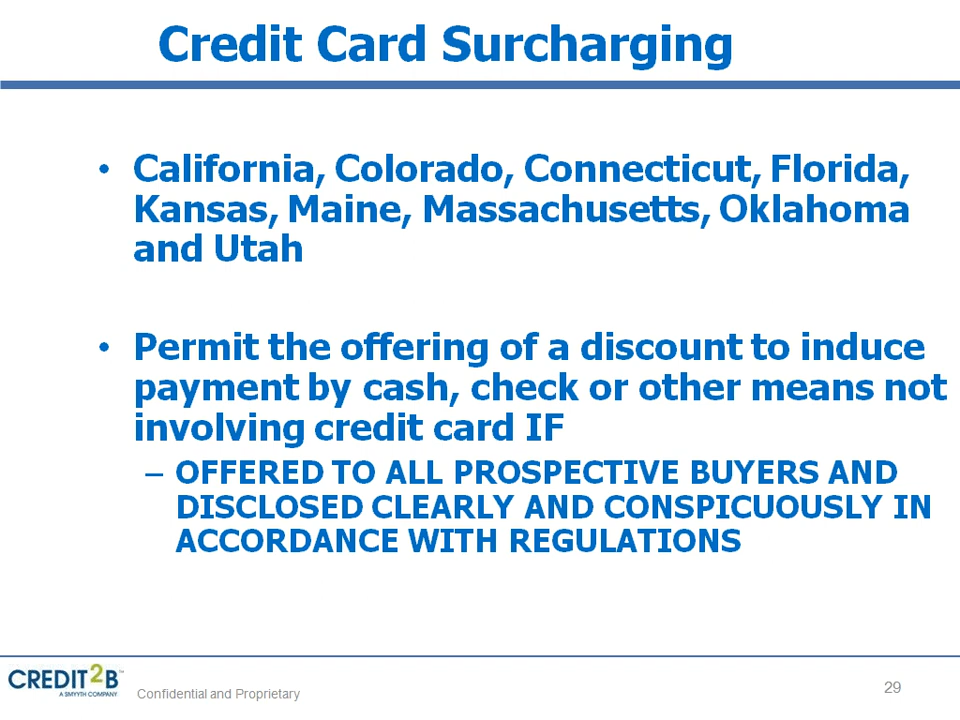 Credit Card Surcharging
• California, Colorado, Connecticut, Florida,
Kansas, Maine, Massachusetts, Oklahoma
and Utah
• Permit the offering of a discount to induce
payment by cash, check or other means not
involving credit card IF
– OFFERED TO ALL PROSPECTIVE BUYERS AND
DISCLOSED CLEARLY AND CONSPICUOUSLY IN
ACCORDANCE WITH REGULATIONS
CREDIT2B™
A SMYYTH COMPANY
Confidential and Proprietary
29